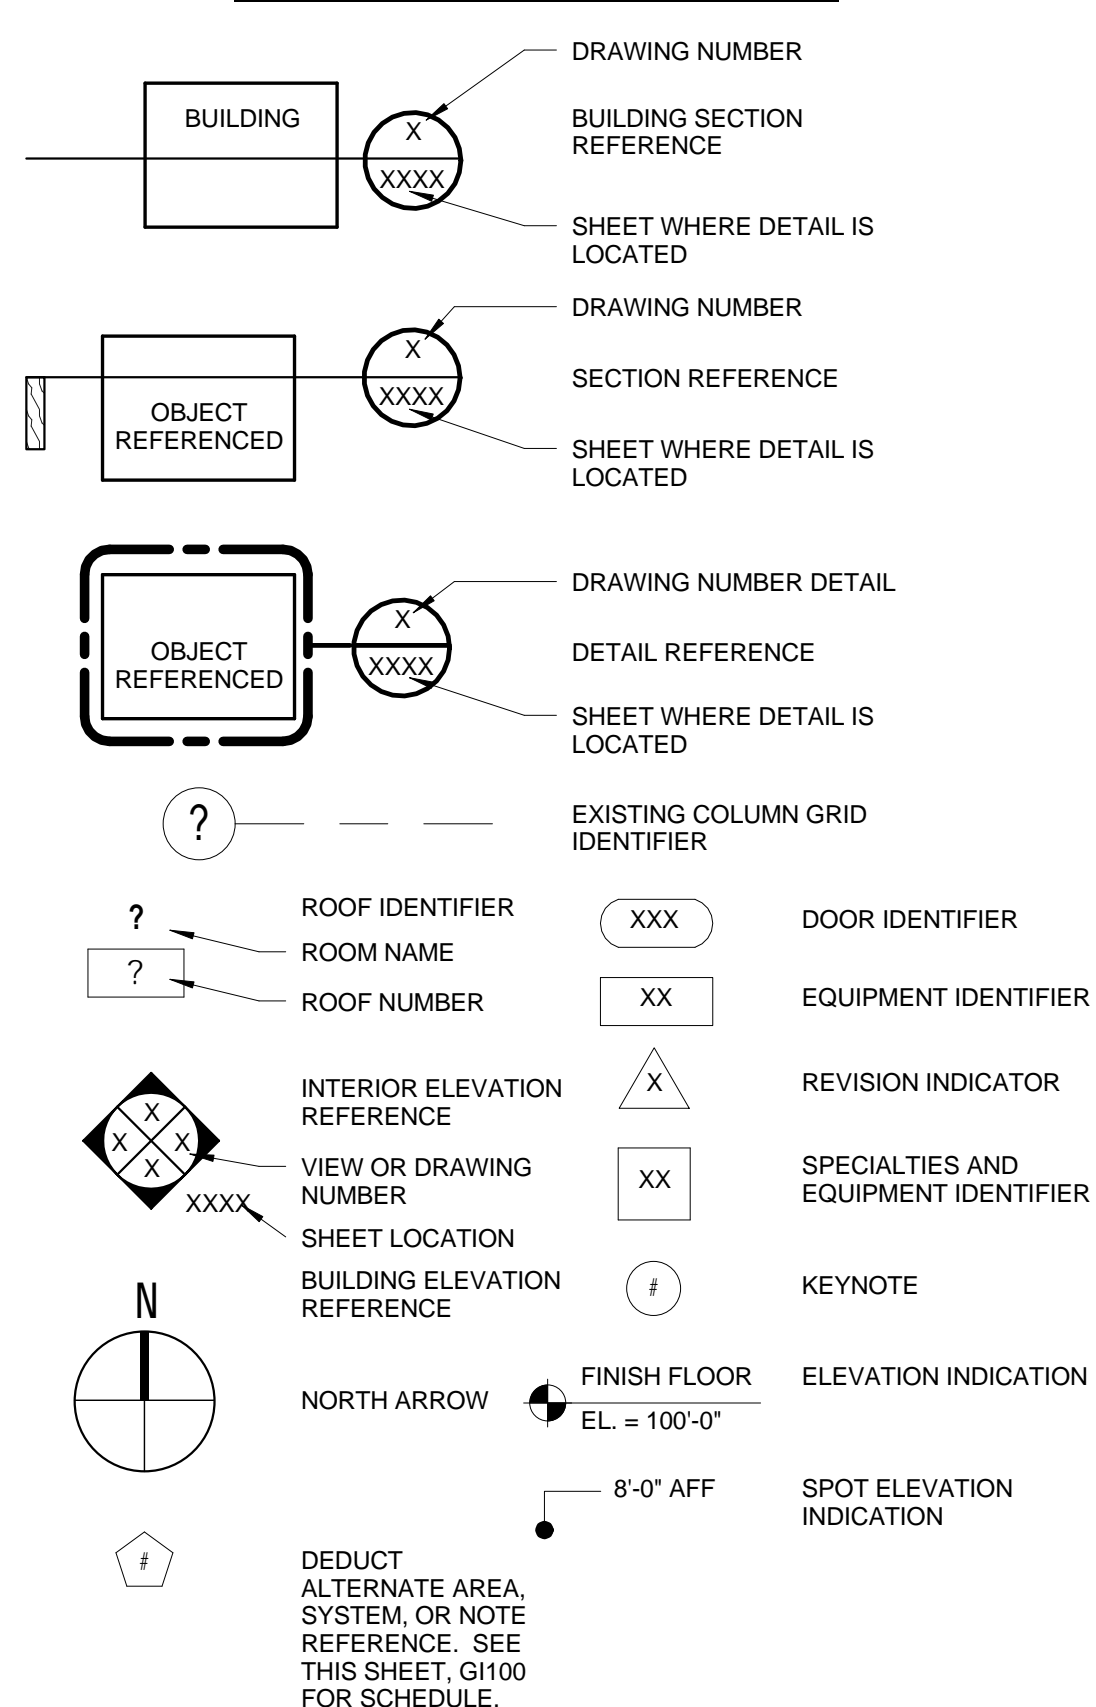 DRAWING NUMBER
BUILDING
X
BUILDING SECTION
REFERENCE
XXXX
SHEET WHERE DETAIL IS
LOCATED
DRAWING NUMBER
X
SECTION REFERENCE
XXXX
OBJECT
REFERENCED
SHEET WHERE DETAIL IS
LOCATED
DRAWING NUMBER DETAIL
X
OBJECT
REFERENCED
XXXX
DETAIL REFERENCE
SHEET WHERE DETAIL IS
LOCATED
?
EXISTING COLUMN GRID
IDENTIFIER
?
ROOF IDENTIFIER
ROOM NAME
?
ROOF NUMBER
XXX
DOOR IDENTIFIER
XX
EQUIPMENT IDENTIFIER
X
X
X
X
INTERIOR ELEVATION
REFERENCE
VIEW OR DRAWING
NUMBER
XXXX
SHEET LOCATION
BUILDING ELEVATION
REFERENCE
X
REVISION INDICATOR
XX
SPECIALTIES AND
EQUIPMENT IDENTIFIER
#
KEYNOTE
N
NORTH ARROW
FINISH FLOOR
EL. = 100'-0"
ELEVATION INDICATION
8'-0" AFF
SPOT ELEVATION
INDICATION
#
DEDUCT
ALTERNATE AREA,
SYSTEM, OR NOTE
REFERENCE.  SEE
THIS SHEET, GI100
FOR SCHEDULE.